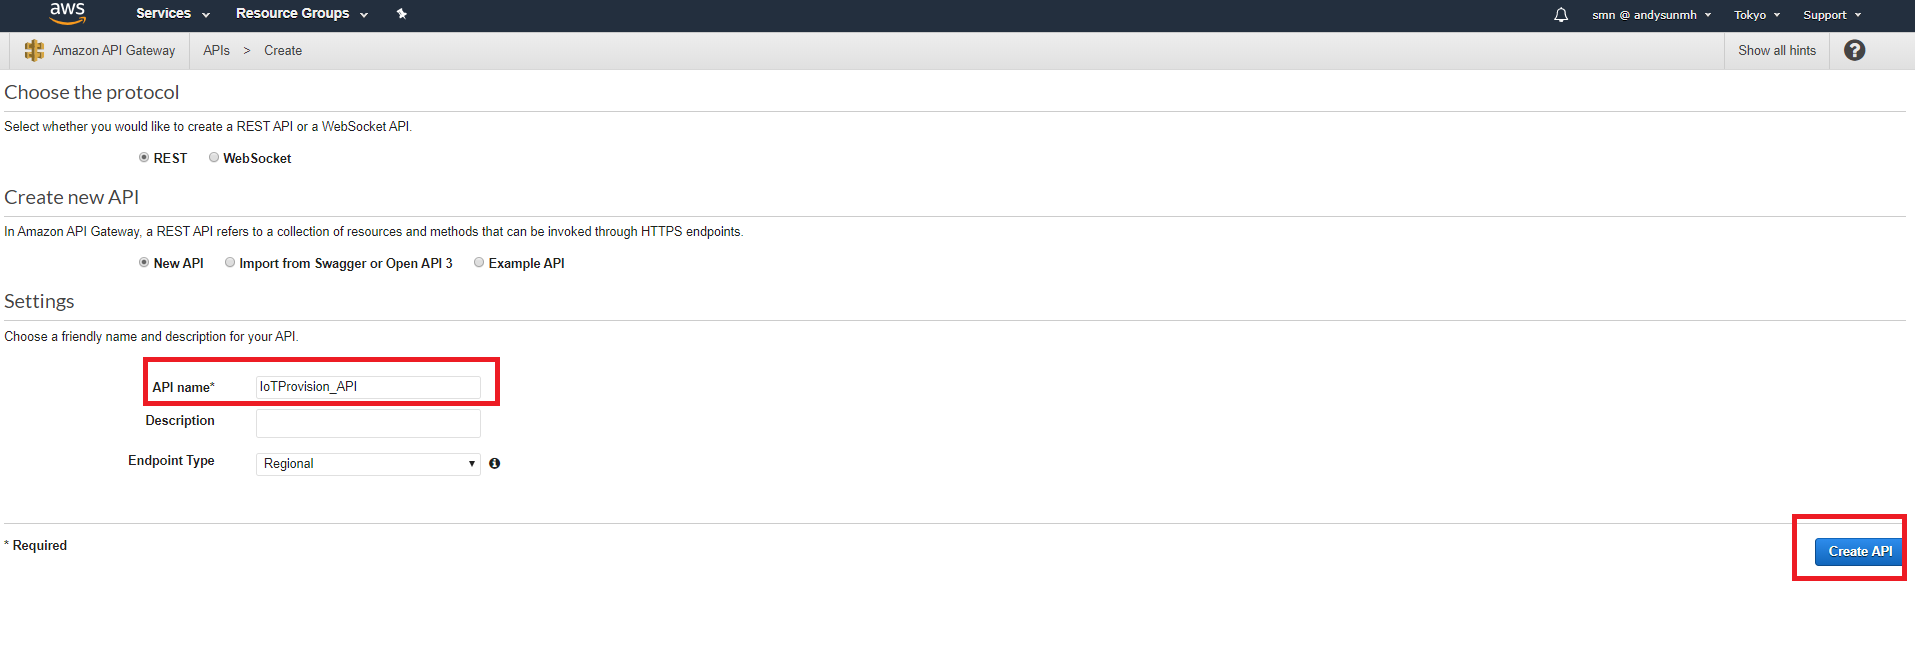 aws Services Resource Groups smn @ andysunmh Tokyo Support
Amazon API Gateway APIs > Create Show all hints ?
Choose the protocol
Select whether you would like to create a REST API or a WebSocket API.
REST WebSocket
Create new API
In Amazon API Gateway, a REST API refers to a collection of resources and methods that can be invoked through HTTPS endpoints.
New API Import from Swagger or Open API 3 Example API
Settings
Choose a friendly name and description for your API.
API name* IoTProvision_API
Description
Endpoint Type Regional
* Required
Create API